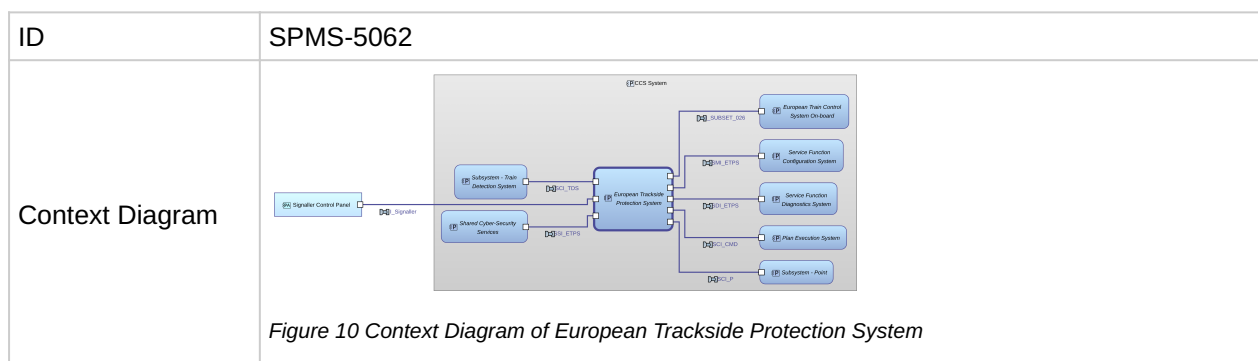 ID
SPMS-5062
Context Diagram
CCS System
European Train Control
System On-board
_SUBSET_026
Service Function
Configuration System
SMI_ETPS
Subsystem - Train
Detection System
SCI_TDS
European Trackside
Protection System
Service Function
Diagnostics System
SDI_ETPS
Signaller Control Panel
I_Signaller
Shared Cyber-Security
Services
SSI_ETPS
Plan Execution System
SCI_CMD
Subsystem - Point
SCI_P
Figure 10 Context Diagram of European Trackside Protection System